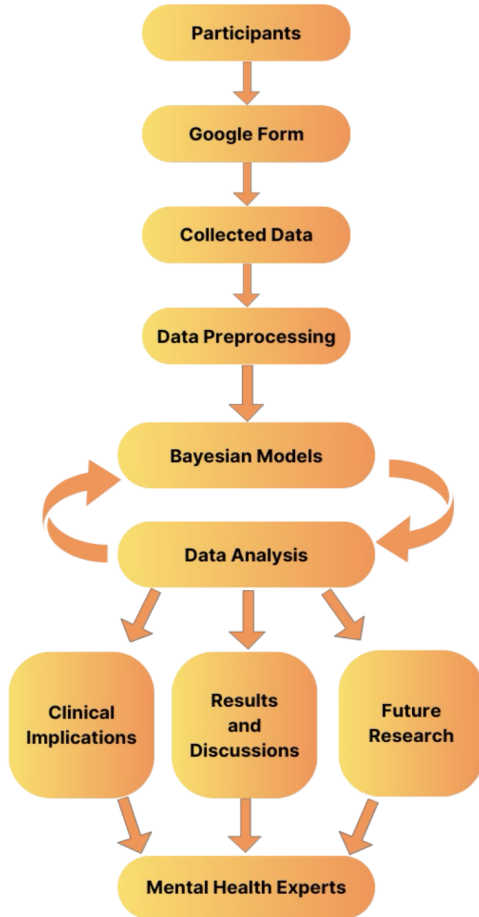 Participants
Google Form
Collected Data
Data Preprocessing
Bayesian Models
Data Analysis
Clinical
Implications
Results
and
Discussions
Future
Research
Mental Health Experts